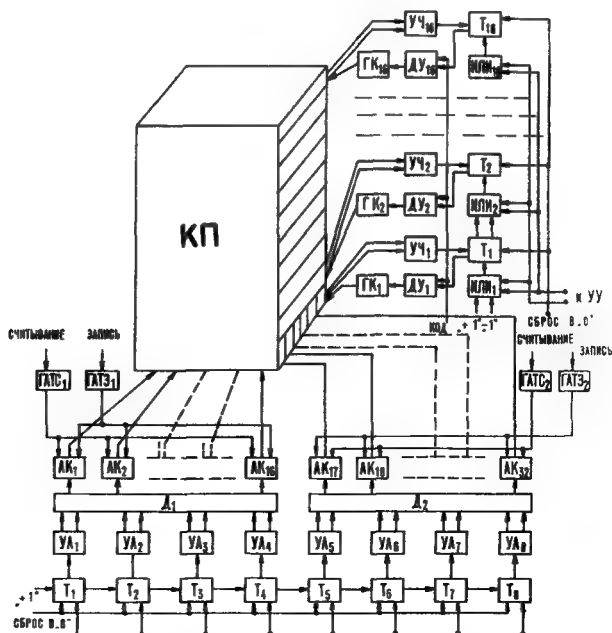 УЧ16 Т16
ГК16 ДУ16 ИЛИ16
УЧ2 Т2
ГК2 ДУ2 ИЛИ2
КП
УЧ1 Т1
ГК1 ДУ1 ИЛИ1
К УУ
КОД „+ 1" „-1" СБРОС В „0"
СЧИТЫВАНИЕ ЗАПИСЬ СЧИТЫВАНИЕ ЗАПИСЬ
ГАТС1 ГАТЗ1 ГАТС2 ГАТЗ2
АК1 АК2 АК16 АК17 АК18 АК32
Д1 Д2
УА1 УА2 УА3 УА4 УА5 УА6 УА7 УА8
„+ 1" Т1 Т2 Т3 Т4 Т5 Т6 Т7 Т8
СБРОС В „0"